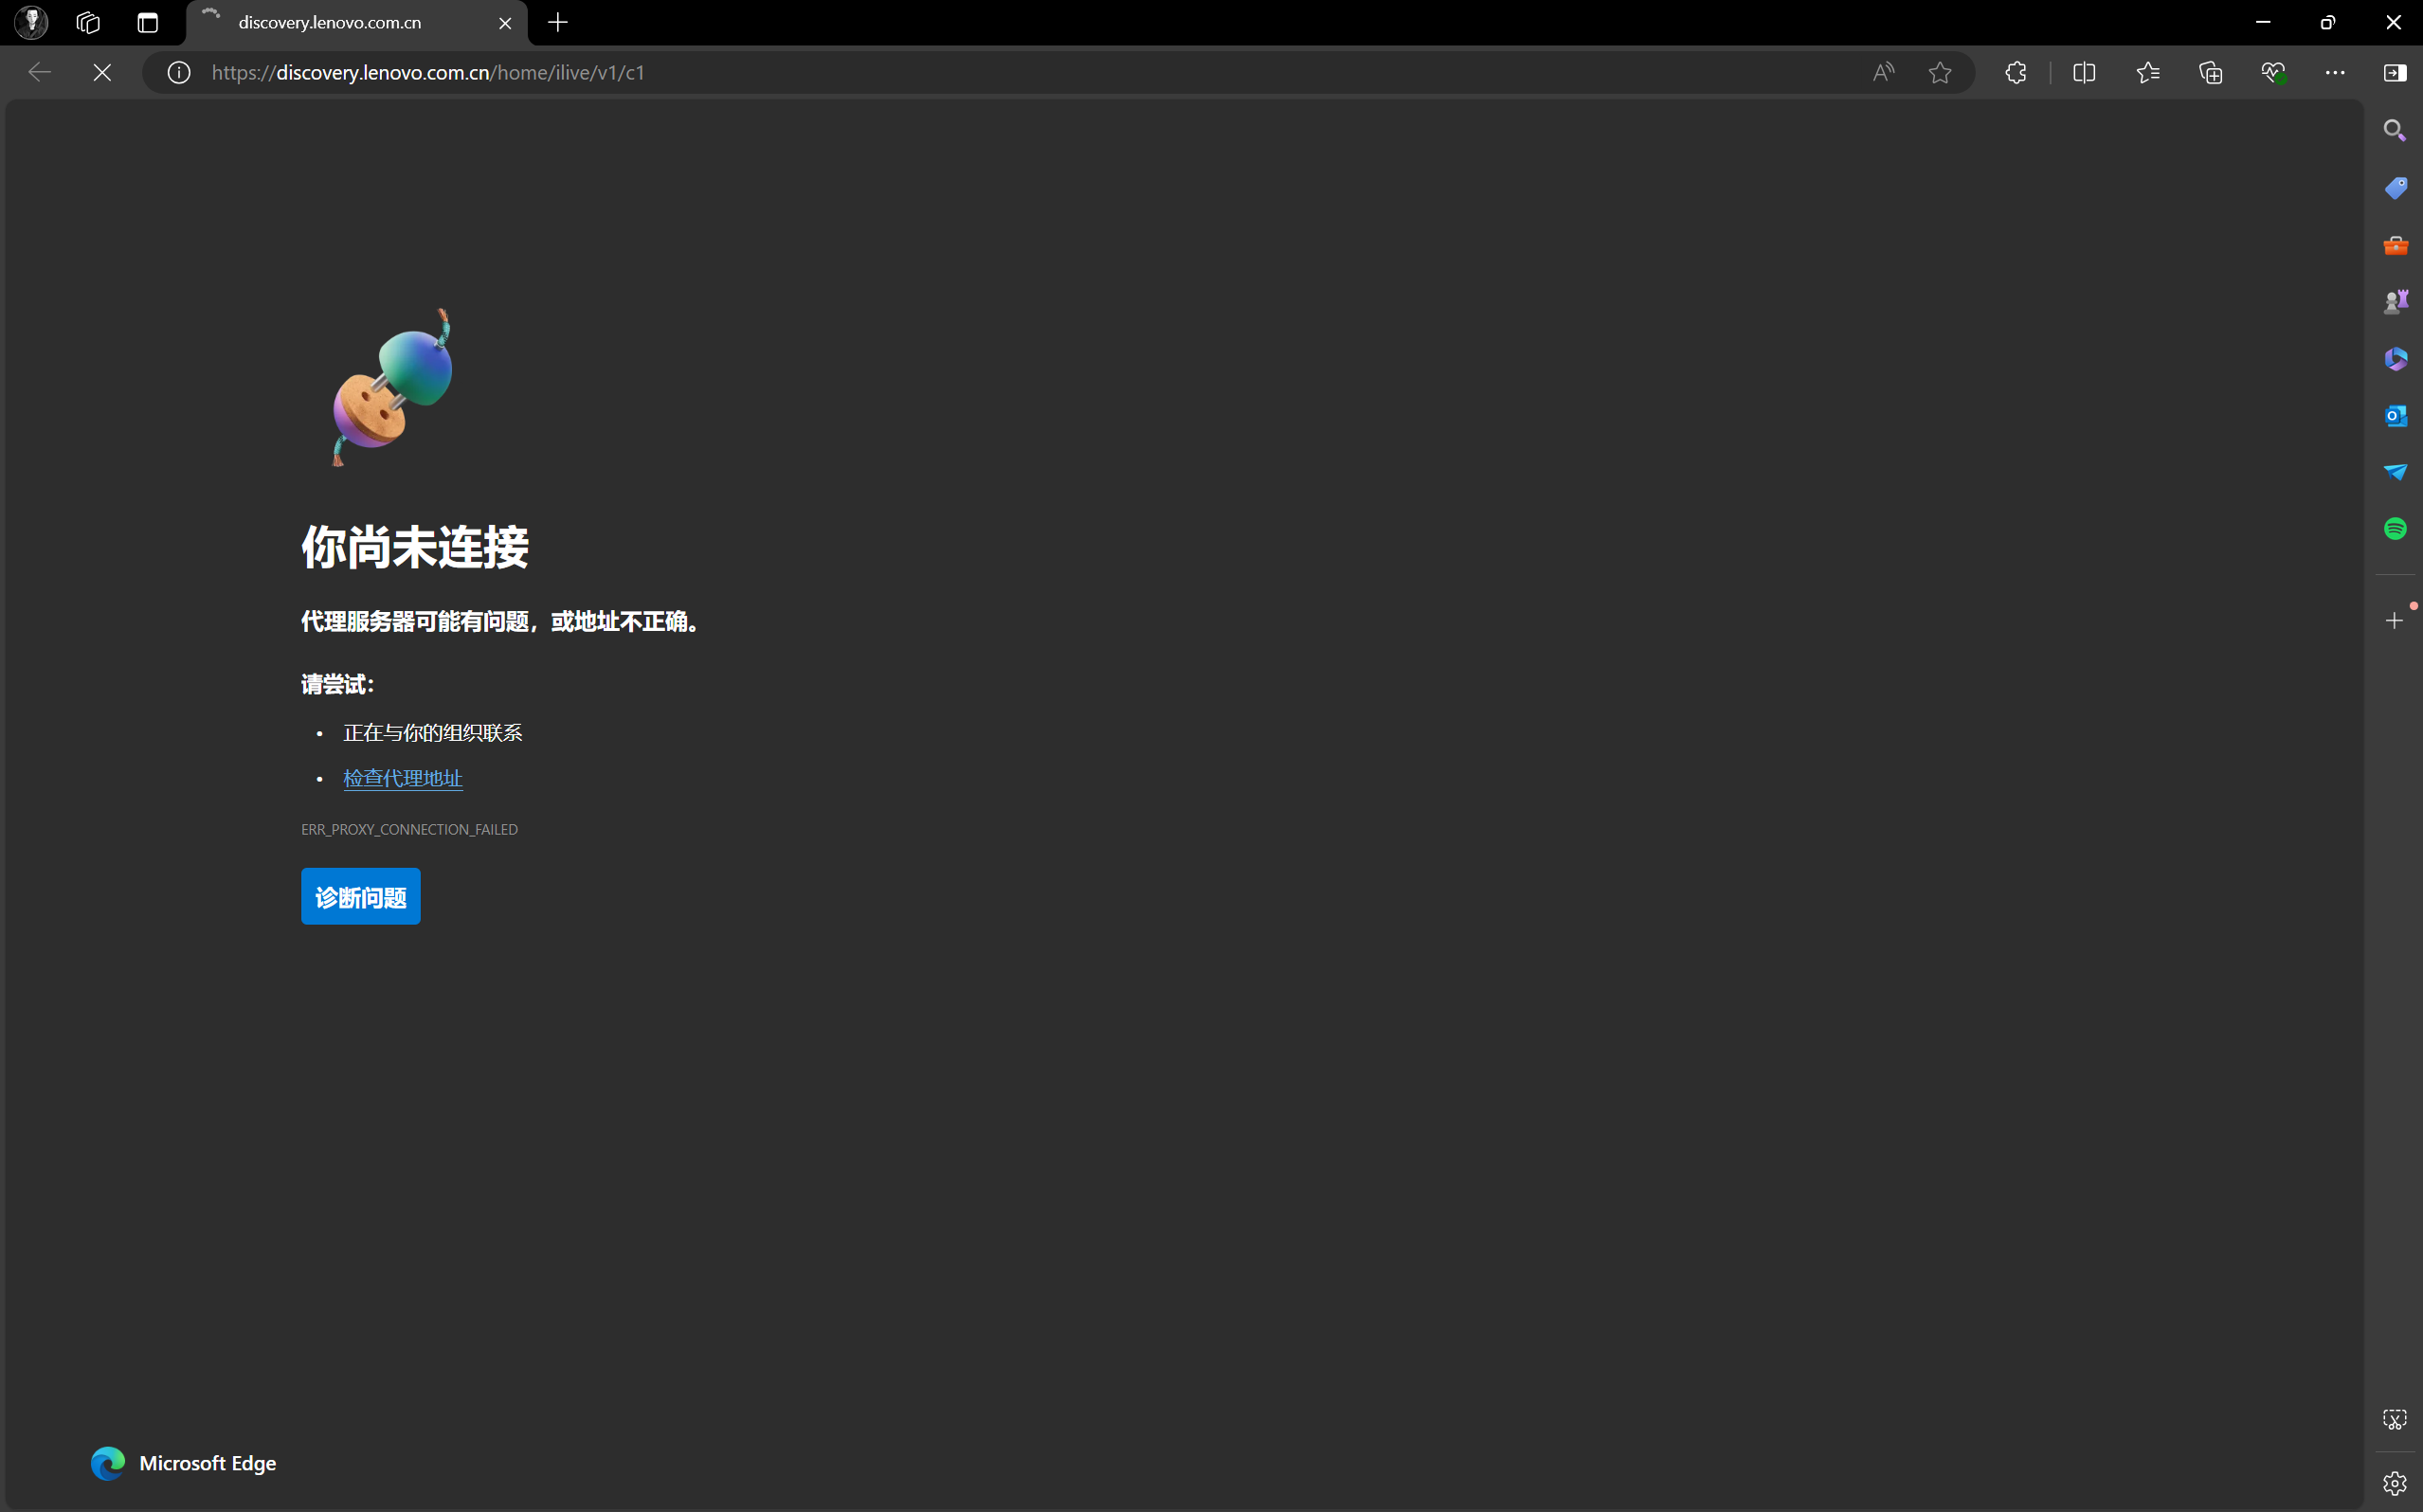 discovery.lenovo.com.cn
https://discovery.lenovo.com.cn/home/ilive/v1/c1
你尚未连接
代理服务器可能有问题，或地址不正确。
请尝试：
• 正在与你的组织联系
• 检查代理地址
ERR_PROXY_CONNECTION_FAILED
诊断问题
Microsoft Edge